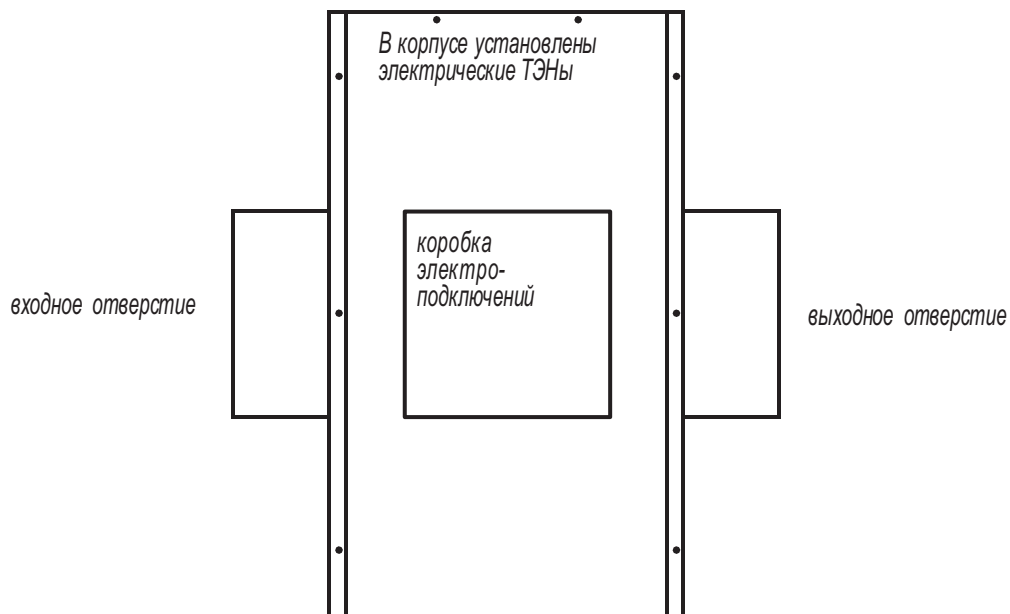 В корпусе установлены
электрические ТЭНы
коробка
электро-
подключений
входное отверстие
выходное отверстие